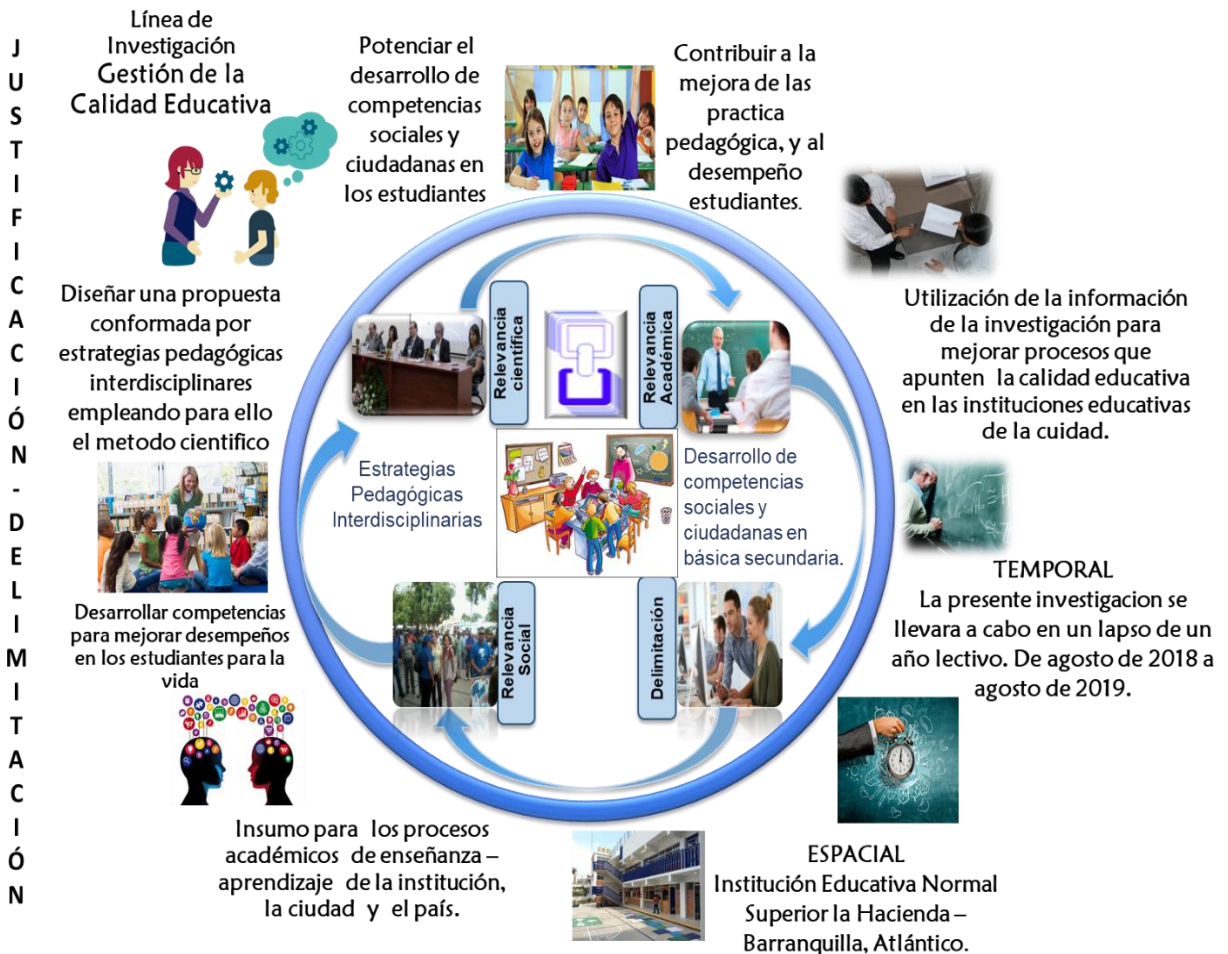 JUSTIFICACIÓN-DELIMITACIÓN
Línea de
Investigación
Gestión de la
Calidad Educativa
Potenciar el
desarrollo de
competencias
sociales y
ciudadanas en
los estudiantes
Contribuir a la
mejora de las
practica
pedagógica, y al
desempeño
estudiantes.
Diseñar una propuesta
conformada por
estrategias pedagógicas
interdisciplinares
empleando para ello
el metodo cientifico
Utilización de la información
de la investigación para
mejorar procesos que
apunten la calidad educativa
en las instituciones educativas
de la cuidad.
Relevancia
científica
Relevancia
Académica
Estrategias
Pedagógicas
Interdisciplinarias
Desarrollo de
competencias
sociales y
ciudadanas en
básica secundaria.
Relevancia
Social
Delimitación
Desarrollar competencias
para mejorar desempeños
en los estudiantes para la
vida
TEMPORAL
La presente investigacion se
llevara a cabo en un lapso de un
año lectivo. De agosto de 2018 a
agosto de 2019.
Insumo para los procesos
académicos de enseñanza –
aprendizaje de la institución,
la ciudad y el país.
ESPACIAL
Institución Educativa Normal
Superior la Hacienda –
Barranquilla, Atlántico.